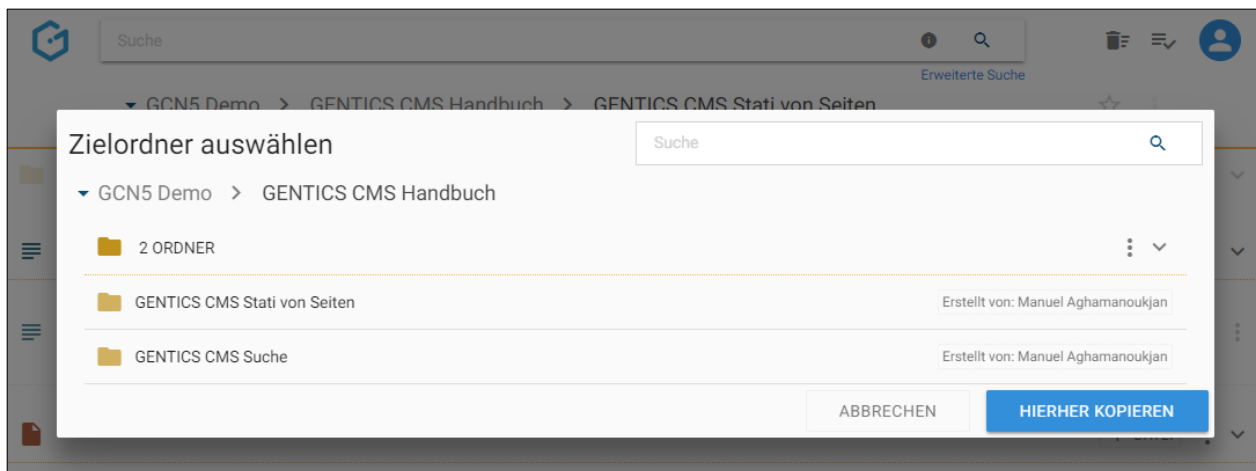 Suche
Erweiterte Suche
GCN5 Demo > GENTICS CMS Handbuch > GENTICS CMS Stati von Seiten
Zielordner auswählen
Suche
GCN5 Demo > GENTICS CMS Handbuch
2 ORDNER
GENTICS CMS Stati von Seiten Erstellt von: Manuel Aghamanoukjan
GENTICS CMS Suche Erstellt von: Manuel Aghamanoukjan
ABBRECHEN HIERHER KOPIEREN